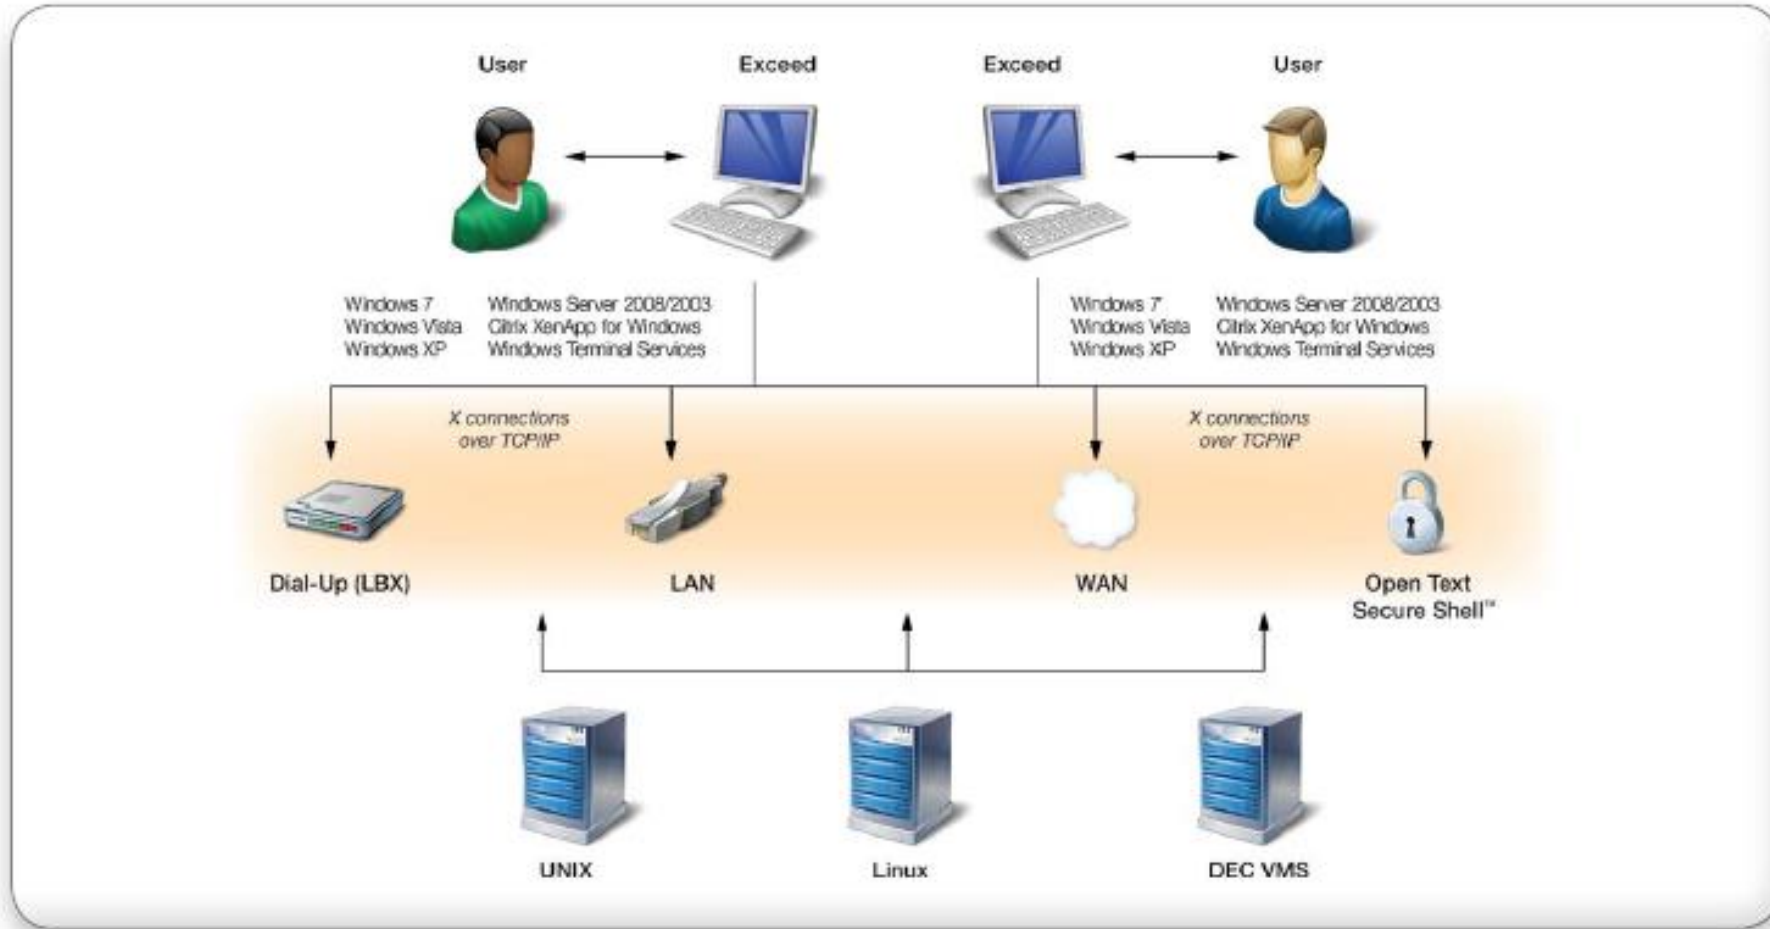 User
Exceed
Exceed
User
Windows 7
Windows Server 2008/2003
Windows Vista
Citrix XenApp for Windows
Windows XP
Windows Terminal Services
Windows 7
Windows Server 2008/2003
Windows Vista
Citrix XenApp for Windows
Windows XP
Windows Terminal Services
X connections
over TCP/IP
X connections
over TCP/IP
Dial-Up (LBX)
LAN
WAN
Open Text
Secure Shell™
UNIX
Linux
DEC VMS